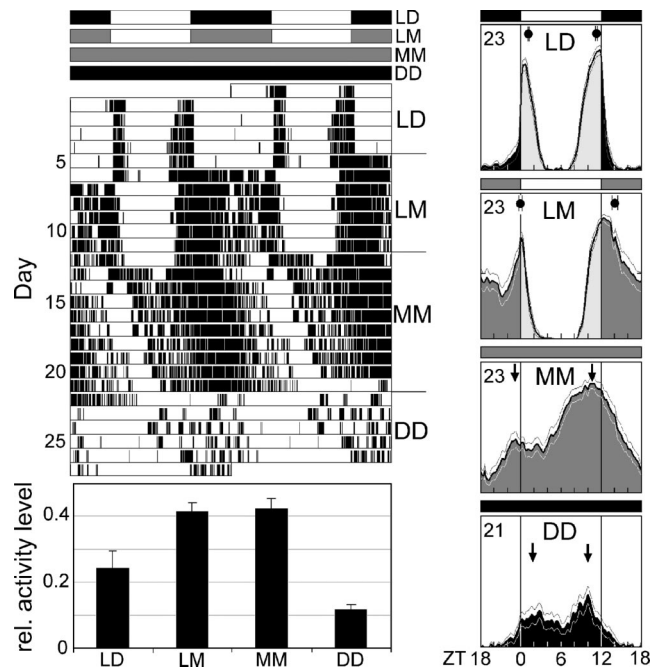 LD
LM
MM
DD
LD
LM
MM
DD
Day
5
10
15
20
25
rel. activity level
0.4
0.2
0
LD LM MM DD
23 LD
23 LM
23 MM
21 DD
ZT 18 0 6 12 18